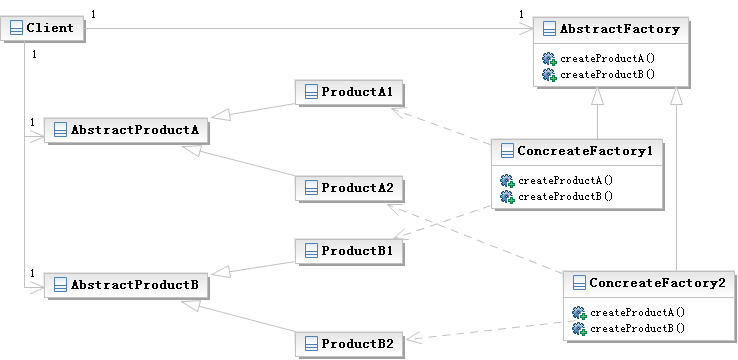 Client
1
1
AbstractFactory
createProductA()
createProductB()
1
ProductA1
1
AbstractProductA
ConcreateFactory1
createProductA()
createProductB()
ProductA2
ProductB1
1
AbstractProductB
ConcreateFactory2
createProductA()
createProductB()
ProductB2